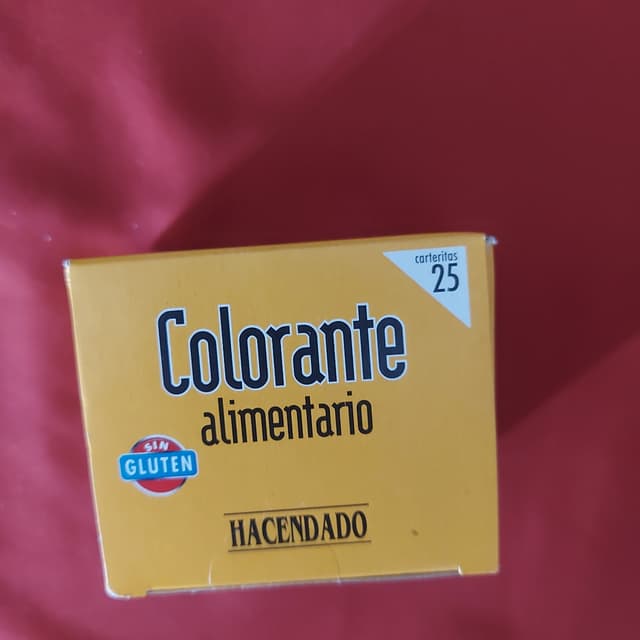 carteritas
25
Colorante
alimentario
SIN
GLUTEN
HACENDADO